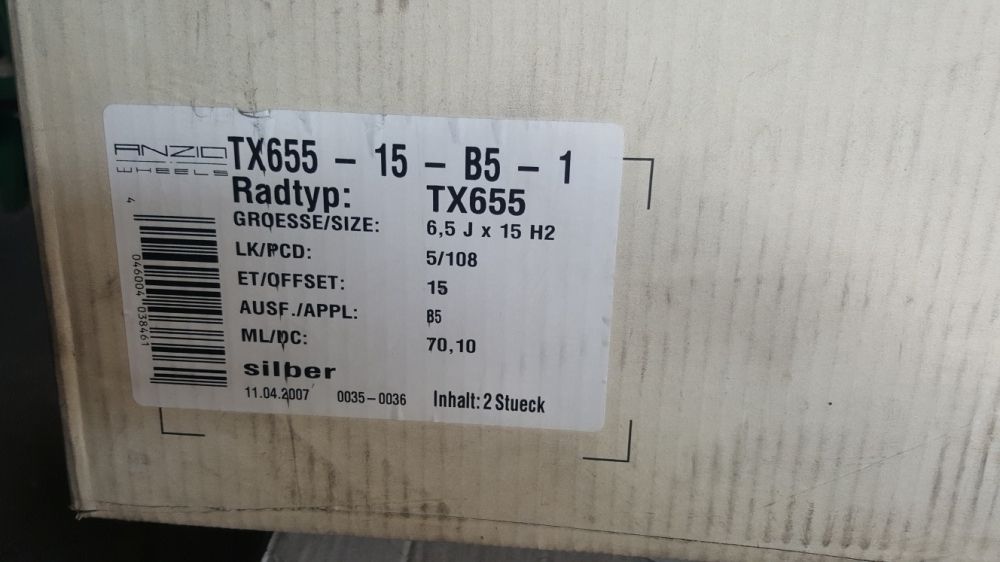 ANZIO WHEELS
TX655 - 15 - B5 - 1
Radtyp: TX655
GROESSE/SIZE: 6,5 J x 15 H2
LK/PCD: 5/108
ET/OFFSET: 15
AUSF./APPL: B5
ML/DC: 70,10
silber
11.04.2007 0035-0036 Inhalt: 2 Stueck
4 046004 038461